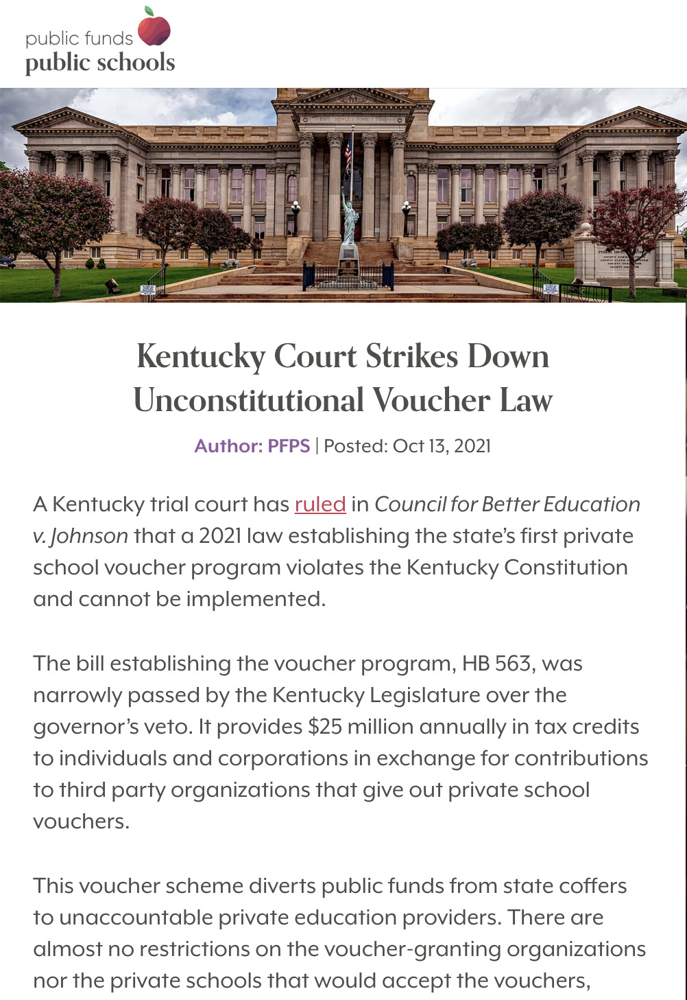 public funds
public schools
VOX POPULI VOX DEI
Kentucky Court Strikes Down
Unconstitutional Voucher Law
Author: PFPS | Posted: Oct 13, 2021
A Kentucky trial court has ruled in Council for Better Education
v. Johnson that a 2021 law establishing the state’s first private
school voucher program violates the Kentucky Constitution
and cannot be implemented.
The bill establishing the voucher program, HB 563, was
narrowly passed by the Kentucky Legislature over the
governor’s veto. It provides $25 million annually in tax credits
to individuals and corporations in exchange for contributions
to third party organizations that give out private school
vouchers.
This voucher scheme diverts public funds from state coffers
to unaccountable private education providers. There are
almost no restrictions on the voucher-granting organizations
nor the private schools that would accept the vouchers,